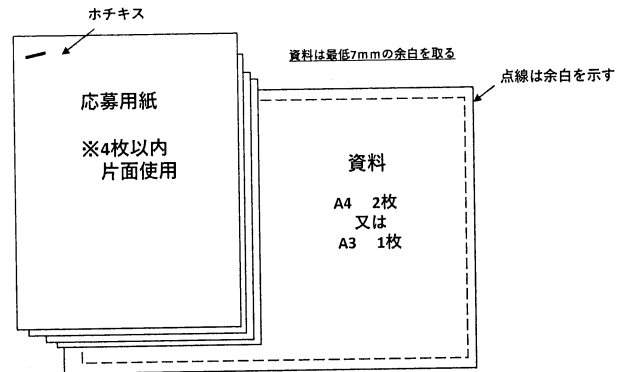 ホチキス
資料は最低7mmの余白を取る
点線は余白を示す
応募用紙
※4枚以内
片面使用
資料
A4 2枚
又は
A3 1枚